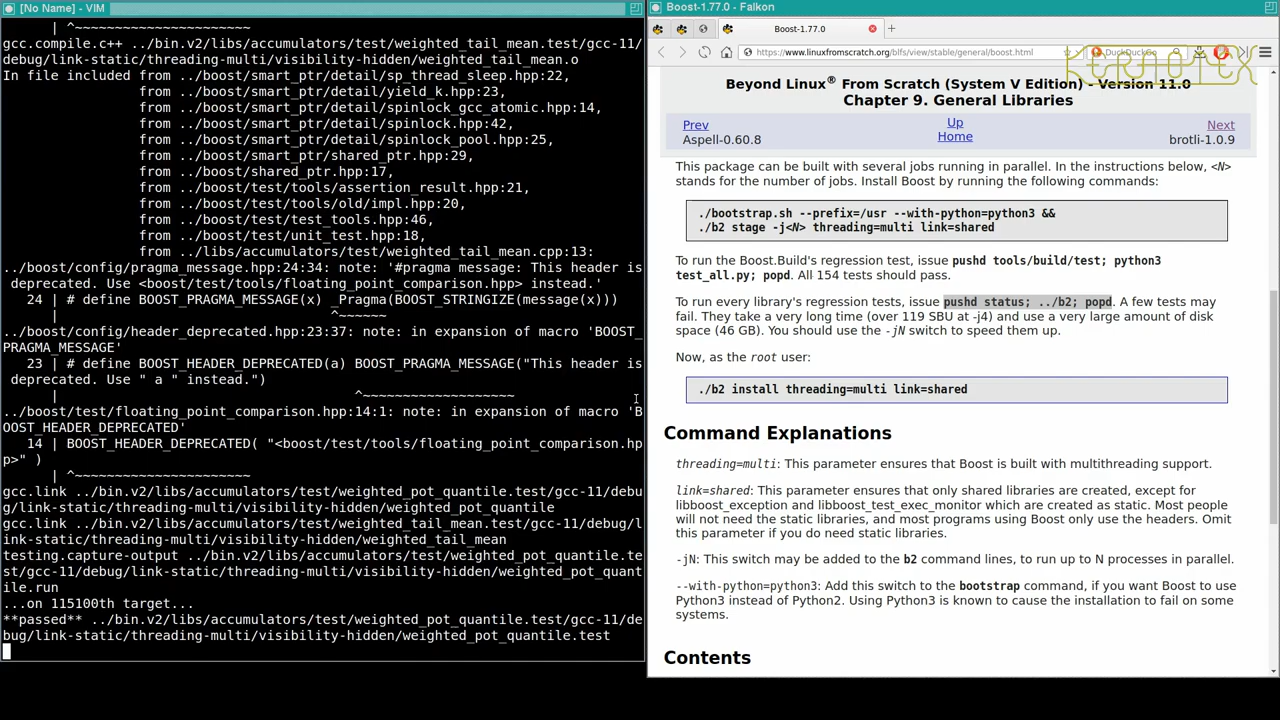 [No Name] - VIM
| ^~~~~~~~~~~~~~~~~~~~~~
gcc.compile.c++ ../bin.v2/libs/accumulators/test/weighted_tail_mean.test/gcc-11/
debug/link-static/threading-multi/visibility-hidden/weighted_tail_mean.o
In file included from ../boost/smart_ptr/detail/sp_thread_sleep.hpp:22,
from ../boost/smart_ptr/detail/yield_k.hpp:23,
from ../boost/smart_ptr/detail/spinlock_gcc_atomic.hpp:14,
from ../boost/smart_ptr/detail/spinlock.hpp:42,
from ../boost/smart_ptr/detail/spinlock_pool.hpp:25,
from ../boost/smart_ptr/shared_ptr.hpp:29,
from ../boost/shared_ptr.hpp:17,
from ../boost/test/tools/assertion_result.hpp:21,
from ../boost/test/tools/old/impl.hpp:20,
from ../boost/test/test_tools.hpp:46,
from ../boost/test/unit_test.hpp:18,
from ../libs/accumulators/test/weighted_tail_mean.cpp:13:
../boost/config/pragma_message.hpp:24:34: note: '#pragma message: This header is
deprecated. Use <boost/test/tools/floating_point_comparison.hpp> instead.'
24 | # define BOOST_PRAGMA_MESSAGE(x) _Pragma(BOOST_STRINGIZE(message(x)))
| ^~~~~~~
../boost/config/header_deprecated.hpp:23:37: note: in expansion of macro 'BOOST_
PRAGMA_MESSAGE'
23 | # define BOOST_HEADER_DEPRECATED(a) BOOST_PRAGMA_MESSAGE("This header is
deprecated. Use " a " instead.")
| ^~~~~~~~~~~~~~~~~~~~
../boost/test/floating_point_comparison.hpp:14:1: note: in expansion of macro 'B
OOST_HEADER_DEPRECATED'
14 | BOOST_HEADER_DEPRECATED( "<boost/test/tools/floating_point_comparison.hp
p>" )
| ^~~~~~~~~~~~~~~~~~~~~~~
gcc.link ../bin.v2/libs/accumulators/test/weighted_pot_quantile.test/gcc-11/debu
g/link-static/threading-multi/visibility-hidden/weighted_pot_quantile
gcc.link ../bin.v2/libs/accumulators/test/weighted_tail_mean.test/gcc-11/debug/l
ink-static/threading-multi/visibility-hidden/weighted_tail_mean
testing.capture-output ../bin.v2/libs/accumulators/test/weighted_pot_quantile.te
st/gcc-11/debug/link-static/threading-multi/visibility-hidden/weighted_pot_quant
ile.run
...on 115100th target...
**passed** ../bin.v2/libs/accumulators/test/weighted_pot_quantile.test/gcc-11/de
bug/link-static/threading-multi/visibility-hidden/weighted_pot_quantile.test
Boost-1.77.0 - Falkon
Boost-1.77.0
https://www.linuxfromscratch.org/blfs/view/stable/general/boost.html
DuckDuckGo
KERNOTEX
Beyond Linux® From Scratch (System V Edition) - Version 11.0
Chapter 9. General Libraries
Prev Up Next
Aspell-0.60.8 Home brotli-1.0.9
This package can be built with several jobs running in parallel. In the instructions below, <N>
stands for the number of jobs. Install Boost by running the following commands:
./bootstrap.sh --prefix=/usr --with-python=python3 &&
./b2 stage -j<N> threading=multi link=shared
To run the Boost.Build's regression test, issue pushd tools/build/test; python3
test_all.py; popd. All 154 tests should pass.
To run every library's regression tests, issue pushd status; ../b2; popd. A few tests may
fail. They take a very long time (over 119 SBU at -j4) and use a very large amount of disk
space (46 GB). You should use the -jN switch to speed them up.
Now, as the root user:
./b2 install threading=multi link=shared
Command Explanations
threading=multi: This parameter ensures that Boost is built with multithreading support.
link=shared: This parameter ensures that only shared libraries are created, except for
libboost_exception and libboost_test_exec_monitor which are created as static. Most people
will not need the static libraries, and most programs using Boost only use the headers. Omit
this parameter if you do need static libraries.
-jN: This switch may be added to the b2 command lines, to run up to N processes in parallel.
--with-python=python3: Add this switch to the bootstrap command, if you want Boost to use
Python3 instead of Python2. Using Python3 is known to cause the installation to fail on some
systems.
Contents